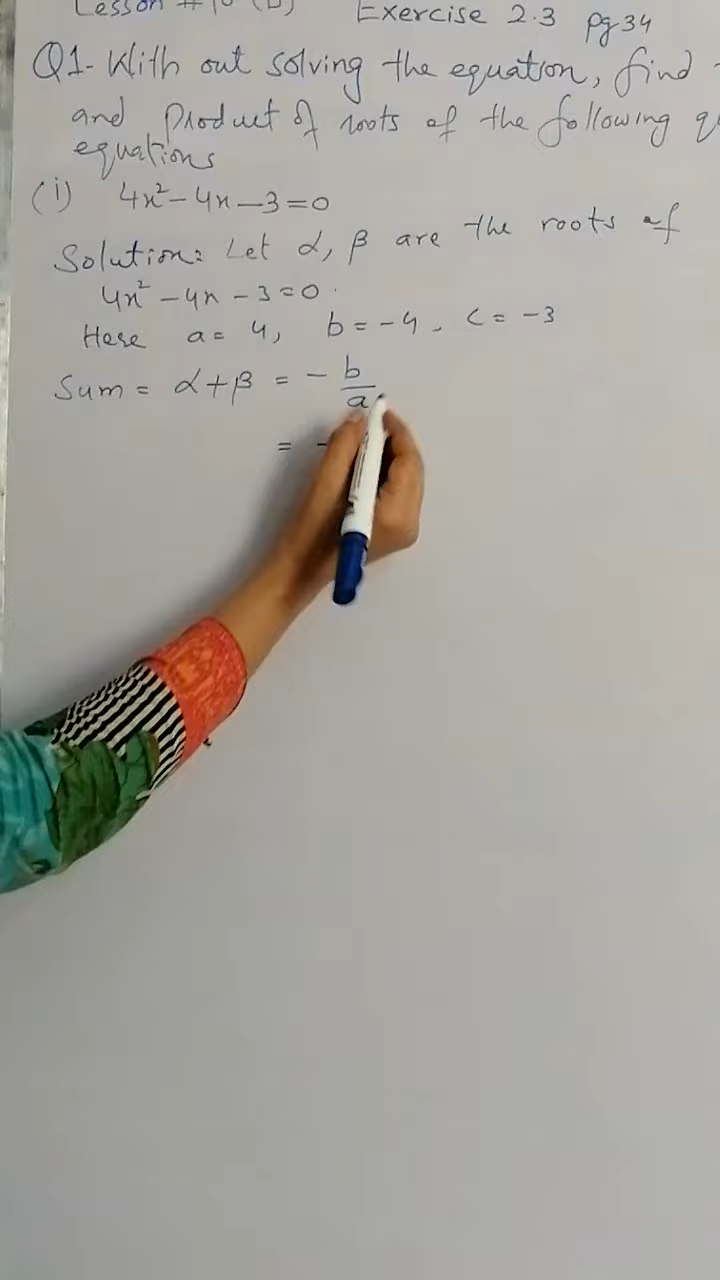 Lesson #10 (b) Exercise 2.3 pg 34
Q1- With out solving the equation, find
and Product of roots of the following
equations
(i) 4x² - 4x - 3 = 0
Solution: Let α, β are the roots of
4x² - 4x - 3 = 0.
Here a = 4, b = -4, c = -3
Sum = α + β = - b/a
= -